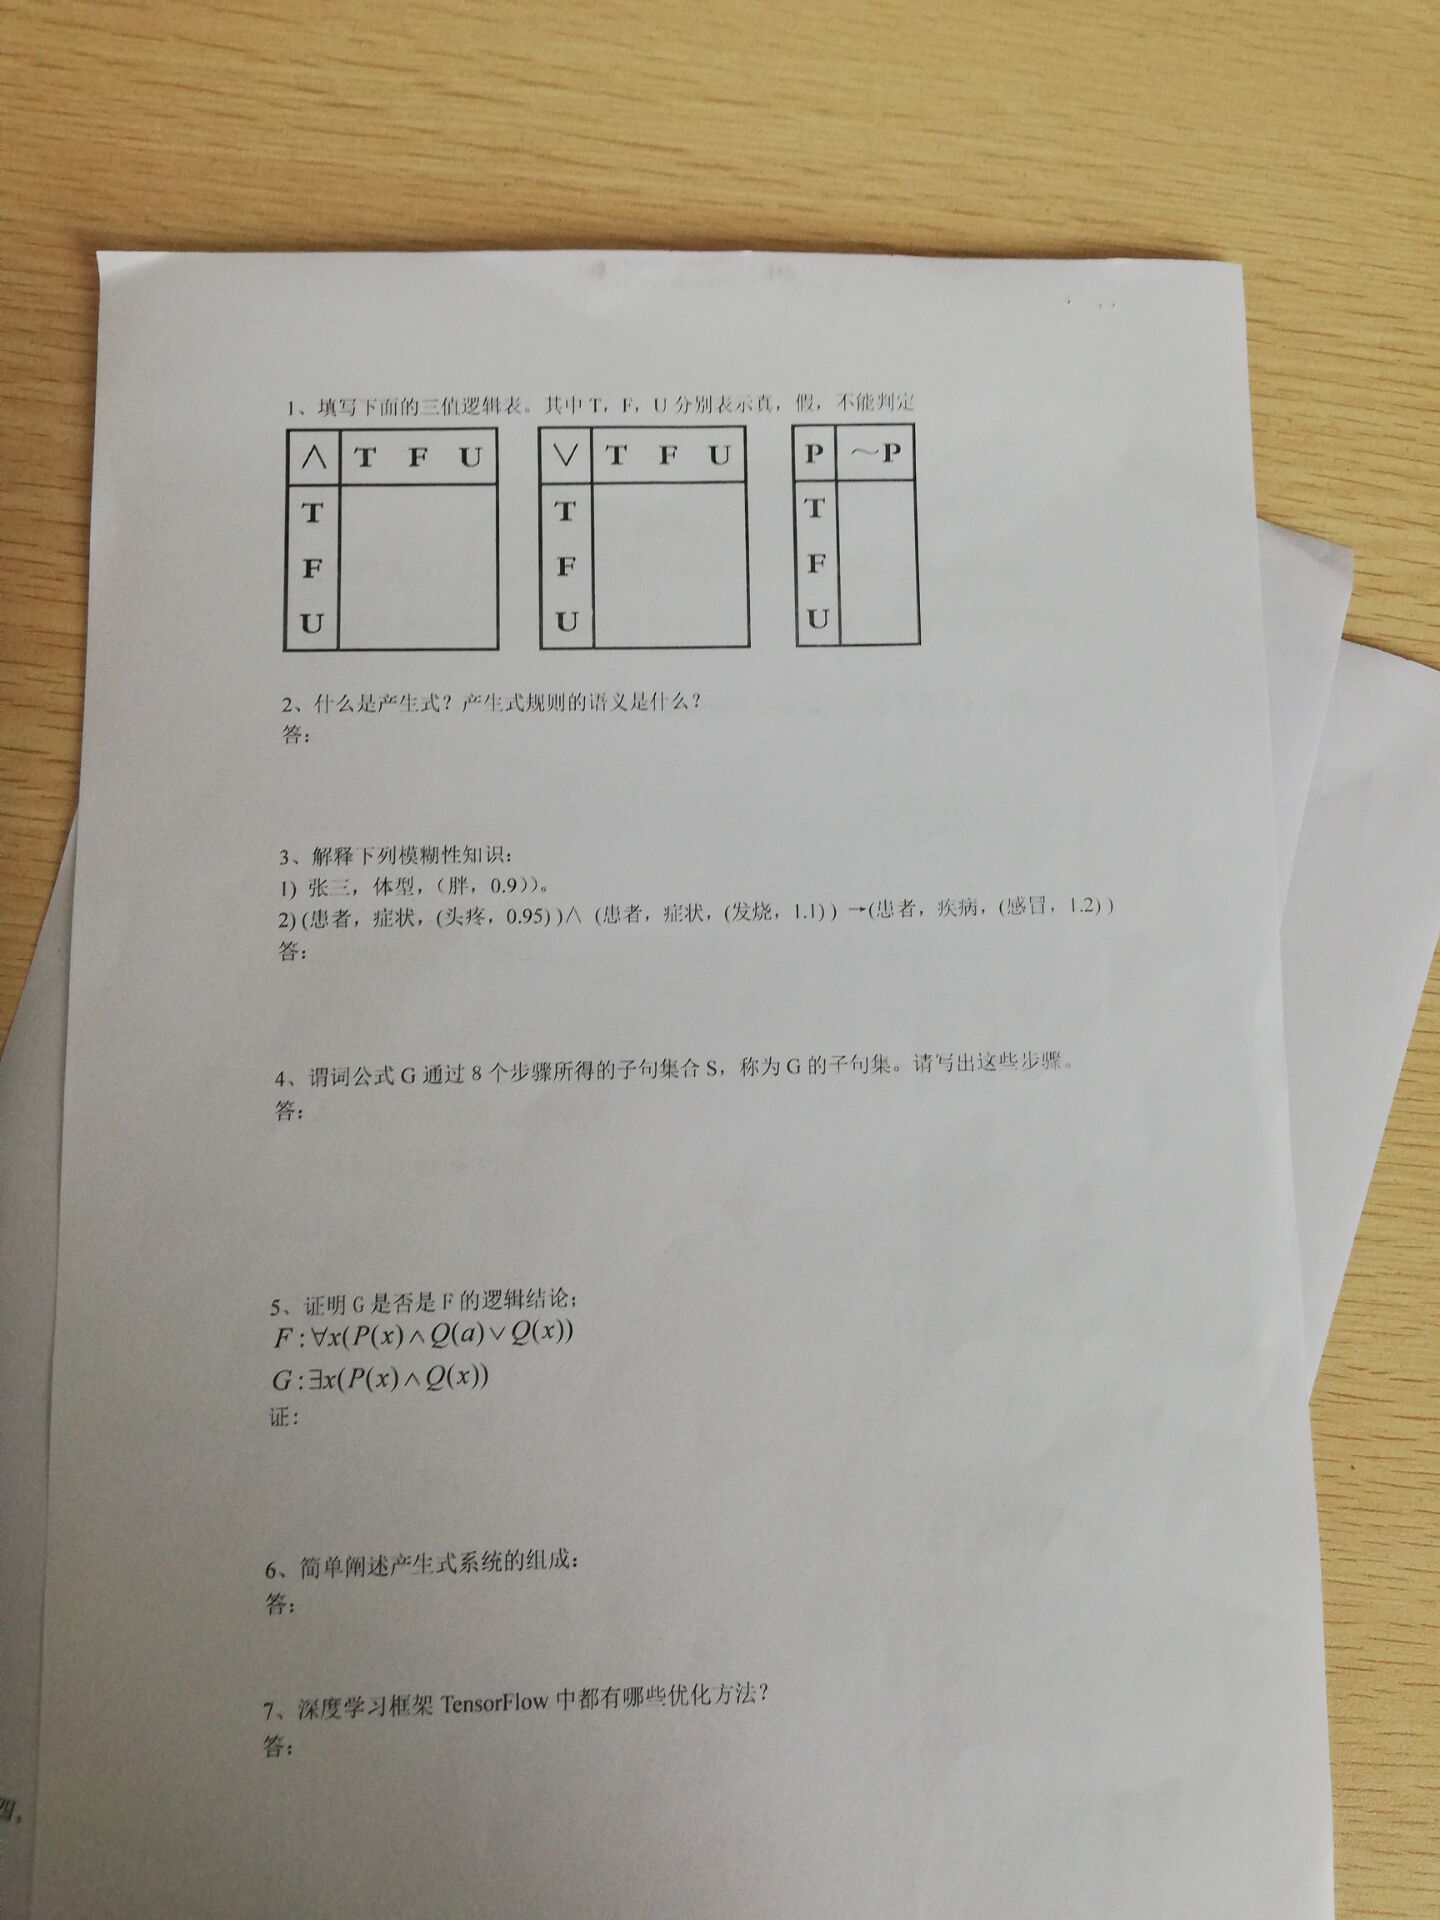 1、填写下面的三值逻辑表。其中 T，F，U 分别表示真，假，不能判定
∧ T F U
T
F
U
∨ T F U
T
F
U
P ～P
T
F
U
2、什么是产生式？产生式规则的语义是什么？
答：
3、解释下列模糊性知识：
1) 张三，体型，（胖，0.9））。
2) (患者，症状，(头疼，0.95) )∧ (患者，症状，(发烧，1.1) ) →(患者，疾病，(感冒，1.2) )
答：
4、谓词公式 G 通过 8 个步骤所得的子句集合 S，称为 G 的子句集。请写出这些步骤。
答：
5、证明 G 是否是 F 的逻辑结论；
F:∀x(P(x)∧Q(a)∨Q(x))
G:∃x(P(x)∧Q(x))
证：
6、简单阐述产生式系统的组成：
答：
7、深度学习框架 TensorFlow 中都有哪些优化方法？
答：
四，